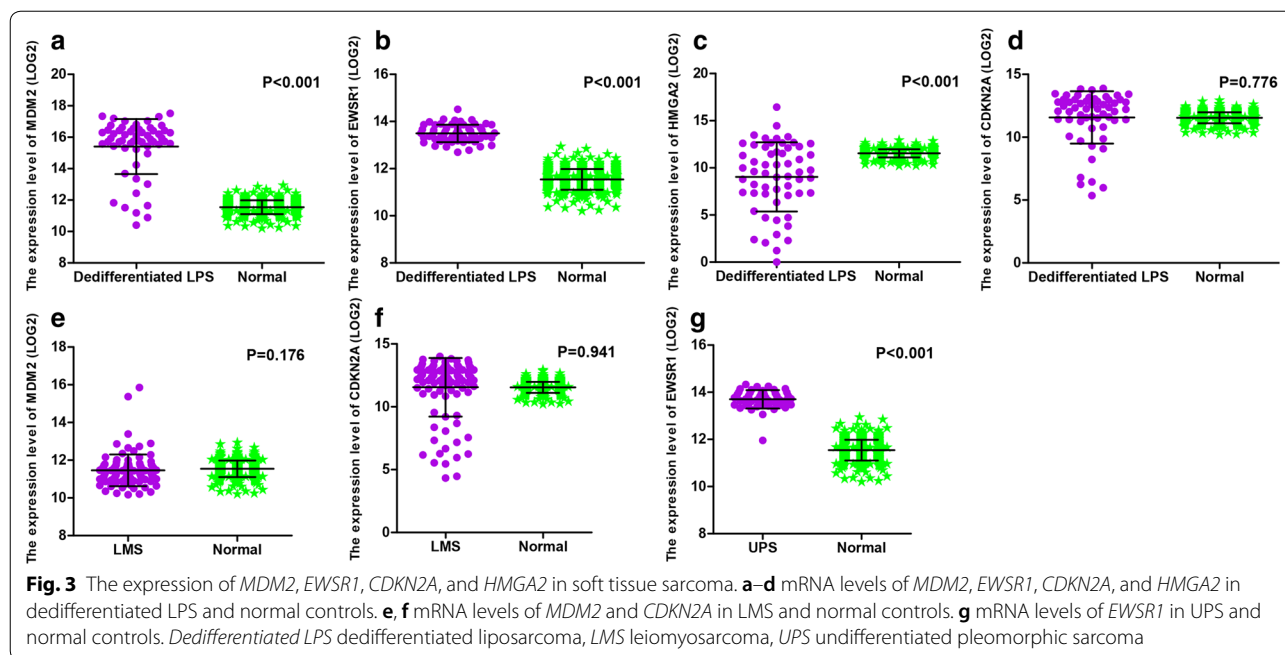 a
The expression level of MDM2 (LOG2)
20
18
16
14
12
10
8
P<0.001
Dedifferentiated LPS
Normal
b
The expression level of EWSR1 (LOG2)
16
14
12
10
8
P<0.001
Dedifferentiated LPS
Normal
c
The expression level of HMGA2 (LOG2)
20
15
10
5
0
P<0.001
Dedifferentiated LPS
Normal
d
The expression level of CDKN2A (LOG2)
15
10
5
0
P=0.776
Dedifferentiated LPS
Normal
e
The expression level of MDM2 (LOG2)
18
16
14
12
10
8
P=0.176
LMS
Normal
f
The expression level of CDKN2A (LOG2)
15
10
5
0
P=0.941
LMS
Normal
g
The expression level of EWSR1 (LOG2)
16
14
12
10
8
P<0.001
UPS
Normal
Fig. 3 The expression of MDM2, EWSR1, CDKN2A, and HMGA2 in soft tissue sarcoma. a–d mRNA levels of MDM2, EWSR1, CDKN2A, and HMGA2 in
dedifferentiated LPS and normal controls. e, f mRNA levels of MDM2 and CDKN2A in LMS and normal controls. g mRNA levels of EWSR1 in UPS and
normal controls. Dedifferentiated LPS dedifferentiated liposarcoma, LMS leiomyosarcoma, UPS undifferentiated pleomorphic sarcoma